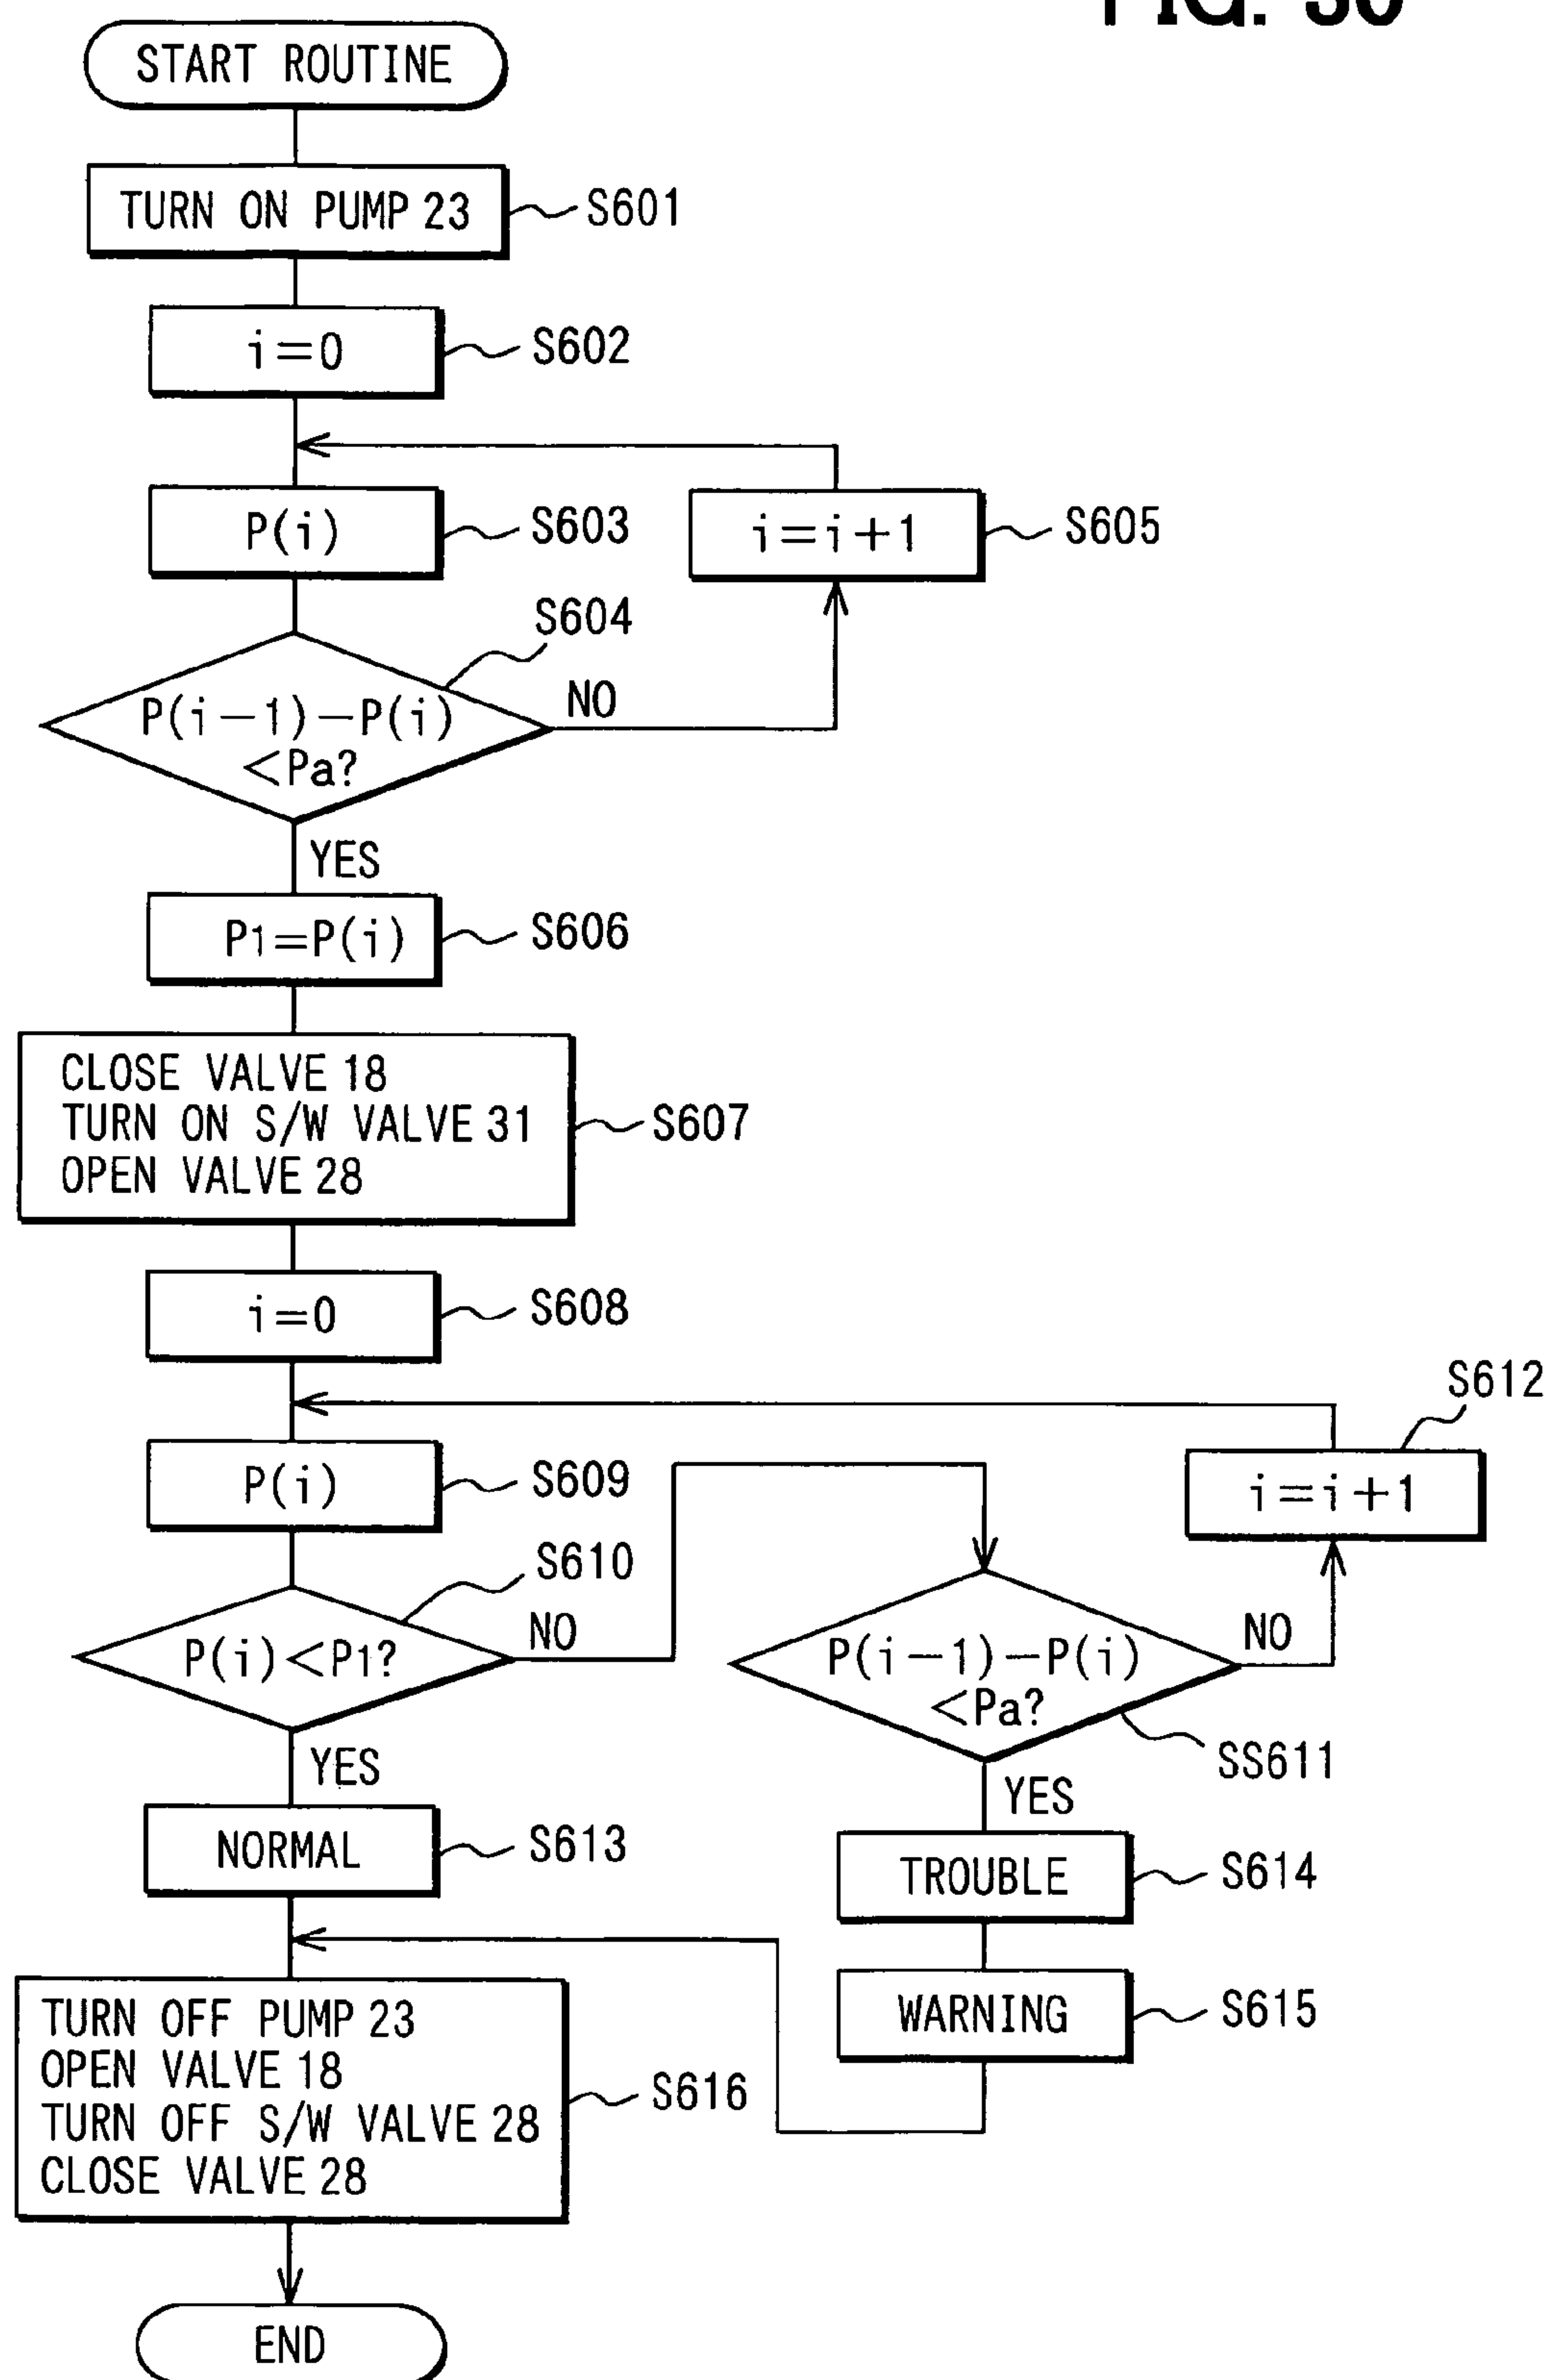 START ROUTINE
TURN ON PUMP 23
S601
i=0
S602
P(i)
S603
i=i+1
S605
S604
P(i-1)-P(i)
<Pa?
NO
YES
P1=P(i)
S606
CLOSE VALVE 18
TURN ON S/W VALVE 31
OPEN VALVE 28
S607
i=0
S608
S612
P(i)
S609
i=i+1
S610
P(i)<P1?
NO
P(i-1)-P(i)
<Pa?
NO
SS611
YES
YES
NORMAL
S613
TROUBLE
S614
WARNING
S615
TURN OFF PUMP 23
OPEN VALVE 18
TURN OFF S/W VALVE 28
CLOSE VALVE 28
S616
END